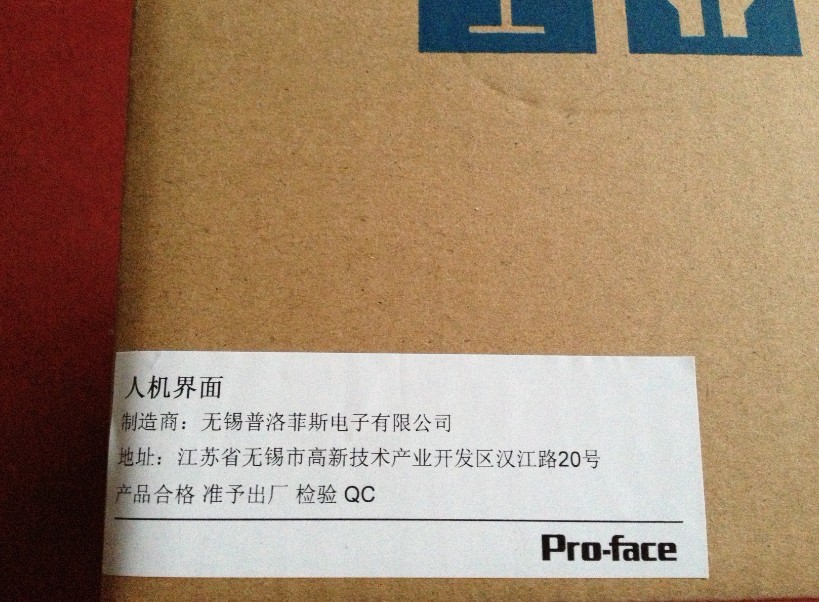 人机界面
制造商：无锡普洛菲斯电子有限公司
地址：江苏省无锡市高新技术产业开发区汉江路20号
产品合格 准予出厂 检验 QC
Pro-face